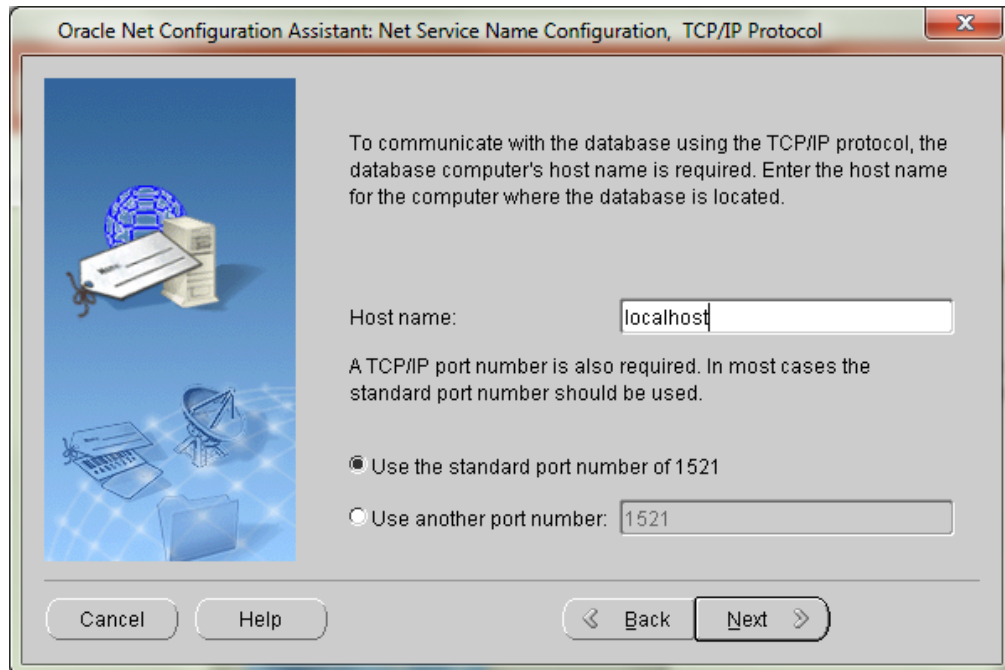 Oracle Net Configuration Assistant: Net Service Name Configuration, TCP/IP Protocol
To communicate with the database using the TCP/IP protocol, the
database computer's host name is required. Enter the host name
for the computer where the database is located.
Host name: localhost
A TCP/IP port number is also required. In most cases the
standard port number should be used.
Use the standard port number of 1521
Use another port number: 1521
Cancel Help Back Next